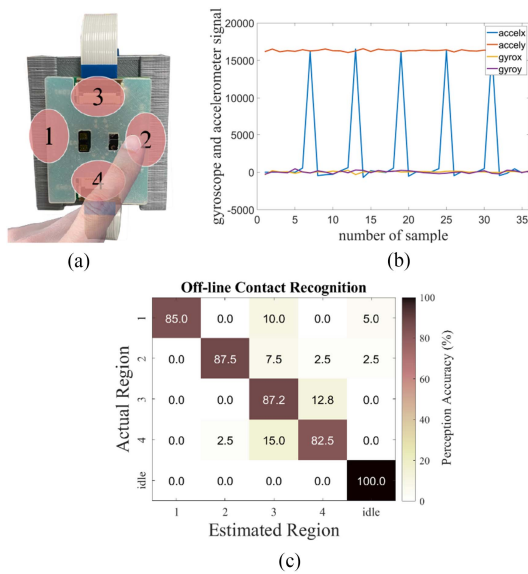 (a)
3
1
2
4
(a)
gyroscope and accelerometer signal
20000
15000
10000
5000
0
-5000
0
5
10
15
20
25
30
35
number of sample
accelx
accely
gyrox
gyroy
(b)
Off-line Contact Recognition
Actual Region
1
85.0 0.0 10.0 0.0 5.0
2
0.0 87.5 7.5 2.5 2.5
3
0.0 0.0 87.2 12.8 0.0
4
0.0 2.5 15.0 82.5 0.0
idle
0.0 0.0 0.0 0.0 100.0
1 2 3 4 idle
Estimated Region
100
80
60
40
20
0
Perception Accuracy (%)
(c)